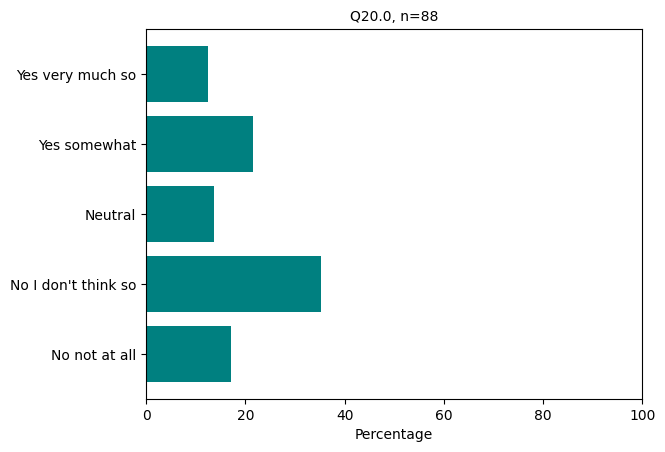 Q20.0, n=88
Yes very much so
Yes somewhat
Neutral
No I don't think so
No not at all
0 20 40 60 80 100
Percentage